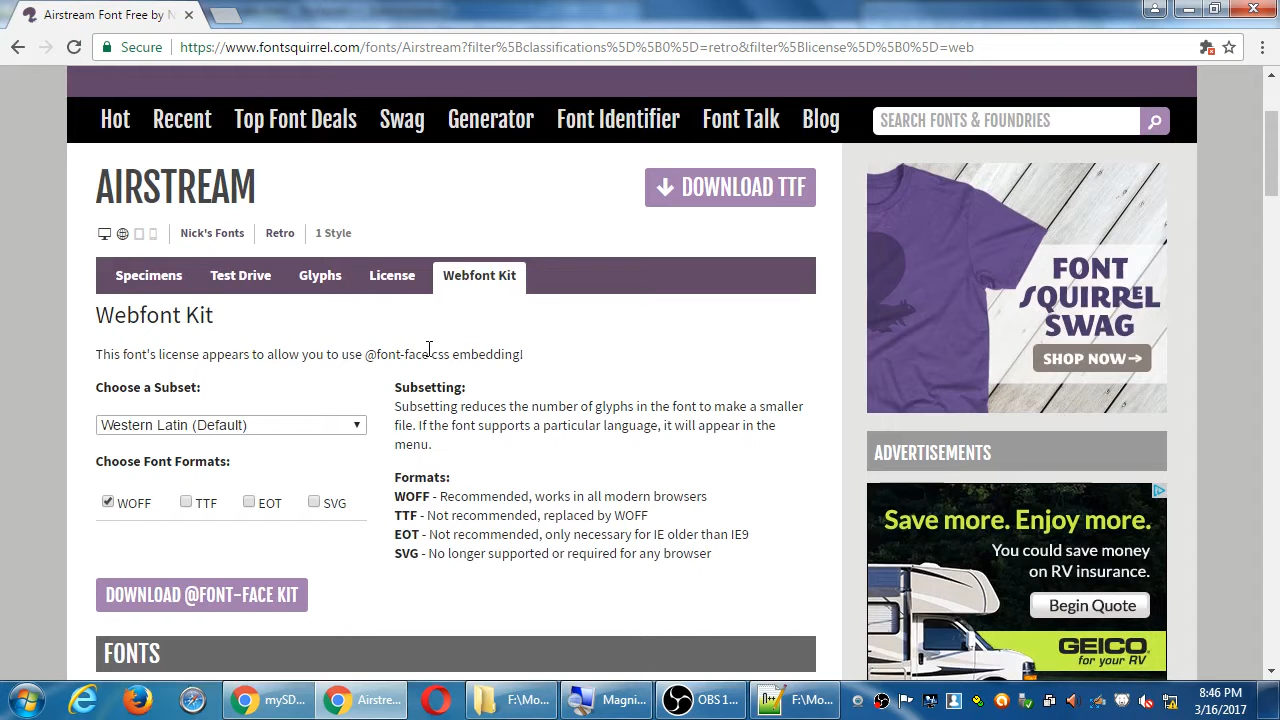 Airstream Font Free by N
Secure
https://www.fontsquirrel.com/fonts/Airstream?filter%5Bclassifications%5D%5B0%5D=retro&filter%5Blicense%5D%5B0%5D=web
Hot Recent Top Font Deals Swag Generator Font Identifier Font Talk Blog
SEARCH FONTS & FOUNDRIES
AIRSTREAM
DOWNLOAD TTF
Nick's Fonts Retro 1 Style
Specimens Test Drive Glyphs License Webfont Kit
Webfont Kit
This font's license appears to allow you to use @font-face css embedding!
Choose a Subset:
Western Latin (Default)
Choose Font Formats:
WOFF TTF EOT SVG
DOWNLOAD @FONT-FACE KIT
Subsetting:
Subsetting reduces the number of glyphs in the font to make a smaller
file. If the font supports a particular language, it will appear in the
menu.
Formats:
WOFF - Recommended, works in all modern browsers
TTF - Not recommended, replaced by WOFF
EOT - Not recommended, only necessary for IE older than IE9
SVG - No longer supported or required for any browser
FONTS
FONT
SQUIRREL
SWAG
SHOP NOW→
ADVERTISEMENTS
Save more. Enjoy more.
You could save money
on RV insurance.
Begin Quote
GEICO
for your RV
mySD...
Airstre...
F:\Mo...
Magni...
OBS 1...
F:\Mo...
8:46 PM
3/16/2017